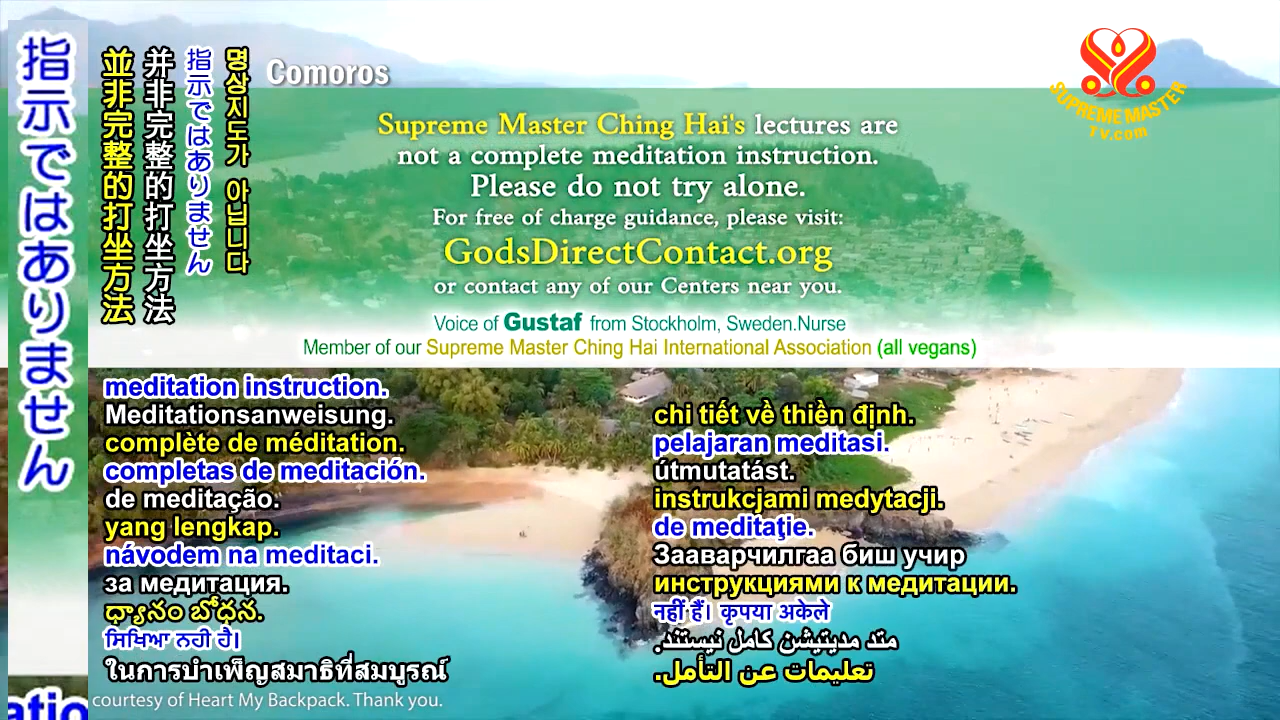 指示ではありません
並非完整的打坐方法
并非完整的打坐方法
指示ではありません
명상지도가 아닙니다
Comoros
SUPREME MASTER
TV.com
Supreme Master Ching Hai's lectures are
not a complete meditation instruction.
Please do not try alone.
For free of charge guidance, please visit:
GodsDirectContact.org
or contact any of our Centers near you.
Voice of Gustaf from Stockholm, Sweden.Nurse
Member of our Supreme Master Ching Hai International Association (all vegans)
meditation instruction.
Meditationsanweisung.
complète de méditation.
completas de meditación.
de meditação.
yang lengkap.
návodem na meditaci.
за медитация.
ధ్యానం బోధన.
ਸਿਖਿਆ ਨਹੀ ਹੈ।
ในการบำเพ็ญสมาธิที่สมบูรณ์
chi tiết về thiền định.
pelajaran meditasi.
útmutatást.
instrukcjami medytacji.
de meditaţie.
Зааварчилгаа биш учир
инструкциями к медитации.
नहीं हैं। कृपया अकेले
متد مدیتیشن کامل نیستند.
تعليمات عن التأمل.
atio
courtesy of Heart My Backpack. Thank you.